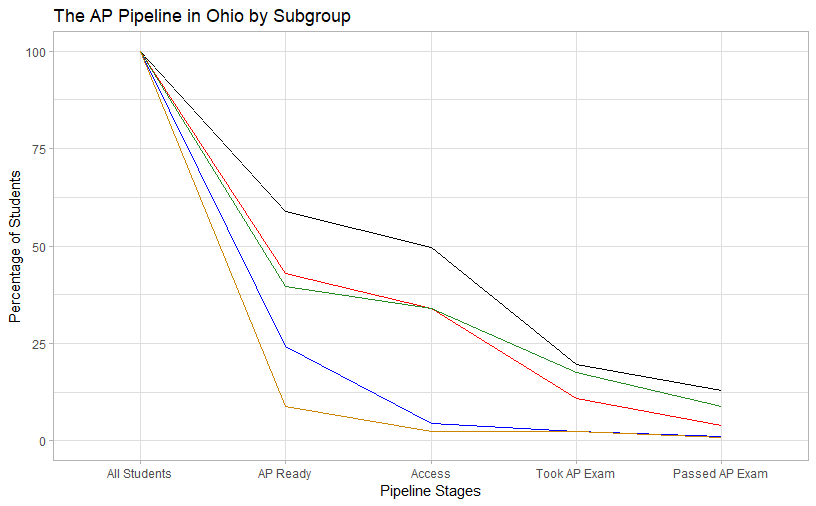 The AP Pipeline in Ohio by Subgroup
100
75
50
25
0
Percentage of Students
All Students
AP Ready
Access
Took AP Exam
Passed AP Exam
Pipeline Stages